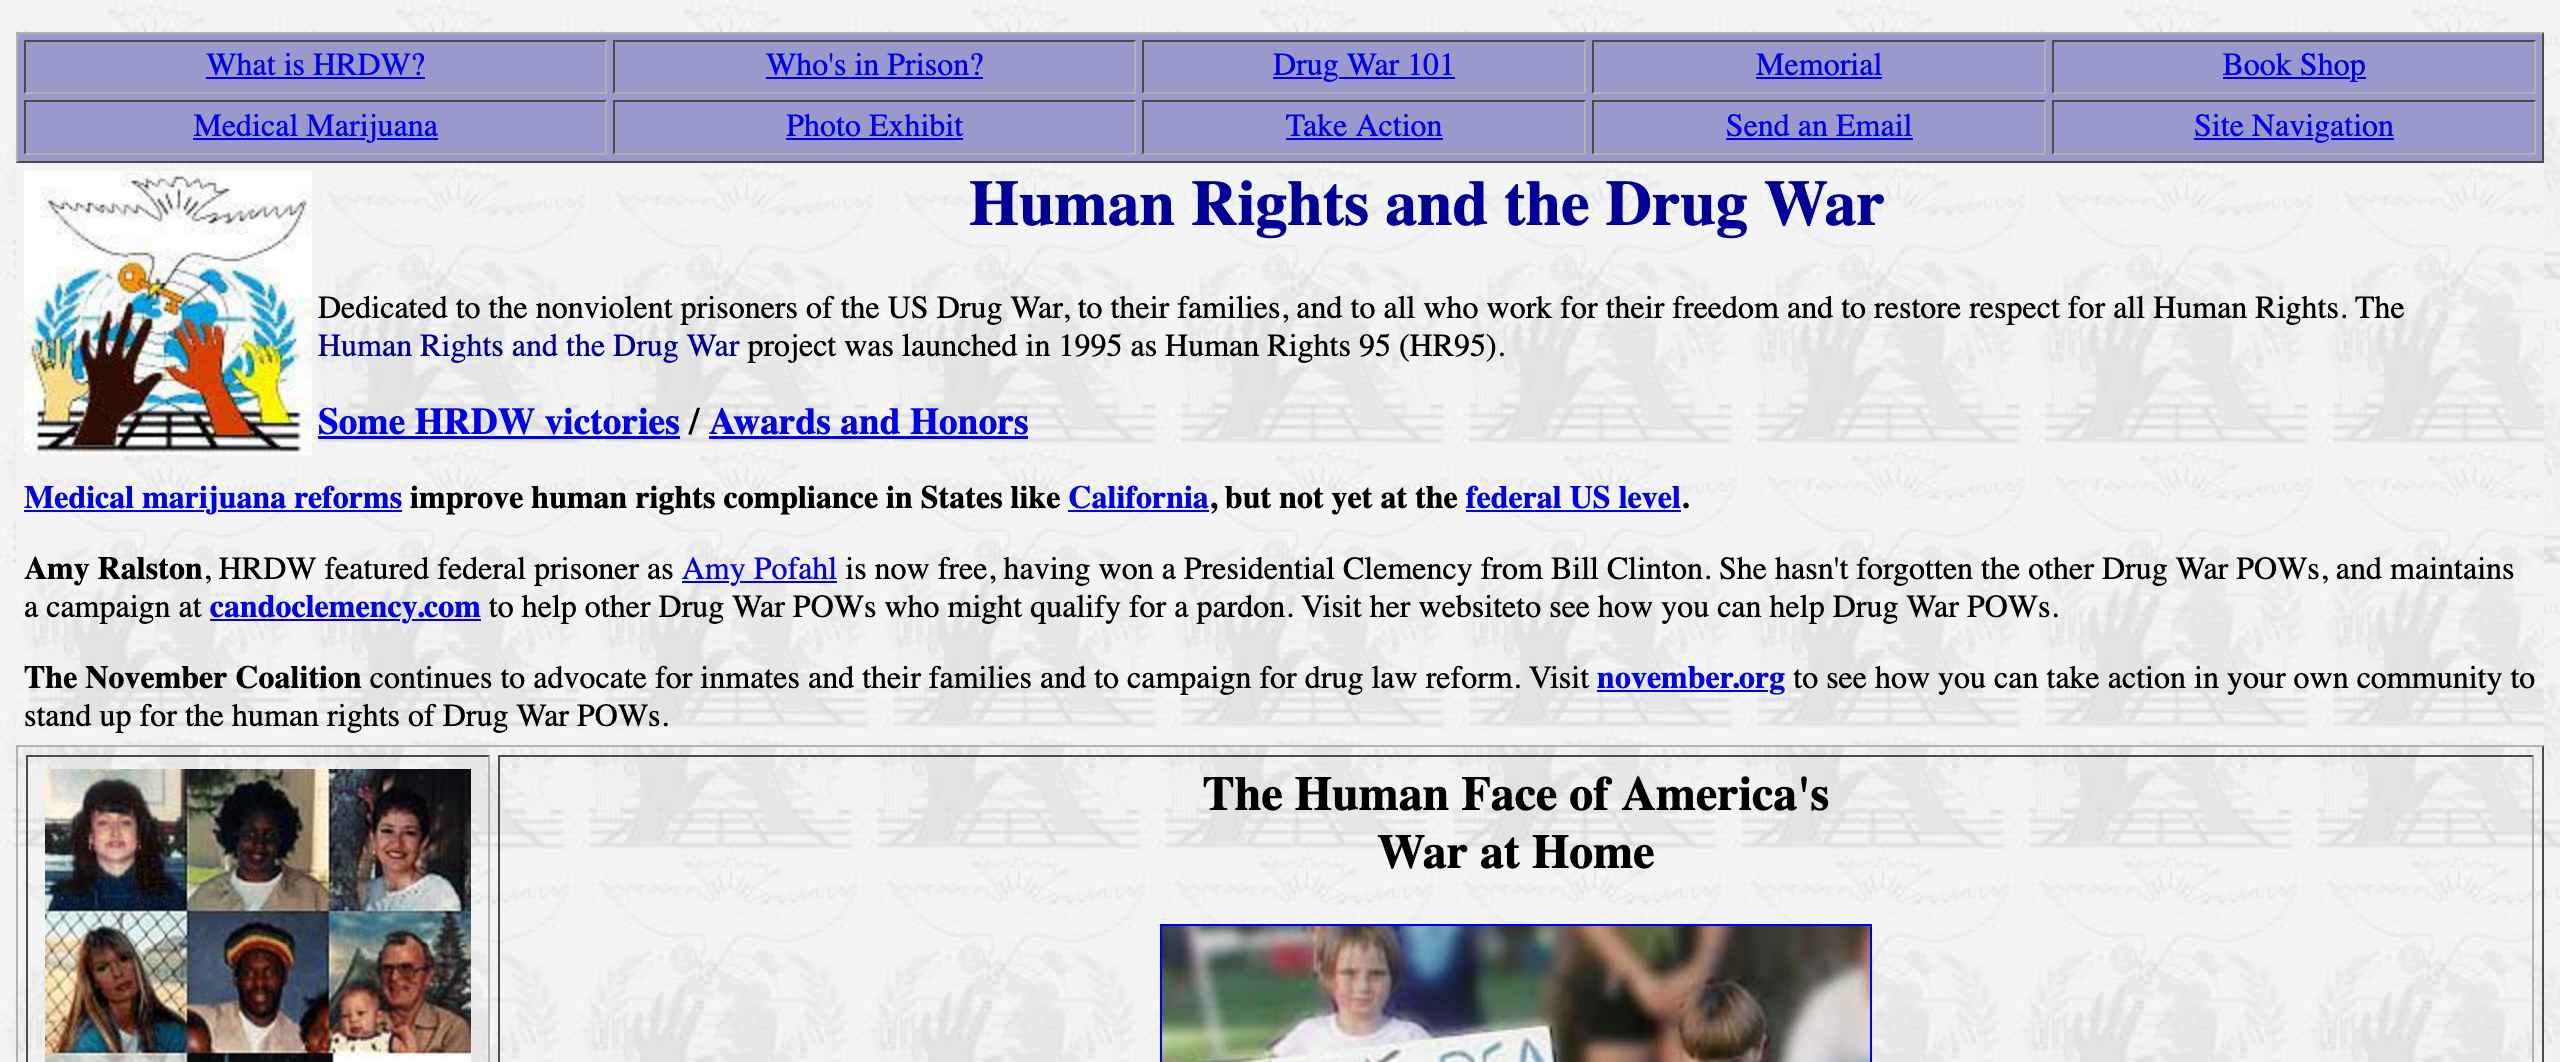 What is HRDW? Who's in Prison? Drug War 101 Memorial Book Shop
Medical Marijuana Photo Exhibit Take Action Send an Email Site Navigation
Human Rights and the Drug War
Dedicated to the nonviolent prisoners of the US Drug War, to their families, and to all who work for their freedom and to restore respect for all Human Rights. The
Human Rights and the Drug War project was launched in 1995 as Human Rights 95 (HR95).
Some HRDW victories / Awards and Honors
Medical marijuana reforms improve human rights compliance in States like California, but not yet at the federal US level.
Amy Ralston, HRDW featured federal prisoner as Amy Pofahl is now free, having won a Presidential Clemency from Bill Clinton. She hasn't forgotten the other Drug War POWs, and maintains
a campaign at candoclemency.com to help other Drug War POWs who might qualify for a pardon. Visit her websiteto see how you can help Drug War POWs.
The November Coalition continues to advocate for inmates and their families and to campaign for drug law reform. Visit november.org to see how you can take action in your own community to
stand up for the human rights of Drug War POWs.
The Human Face of America's
War at Home